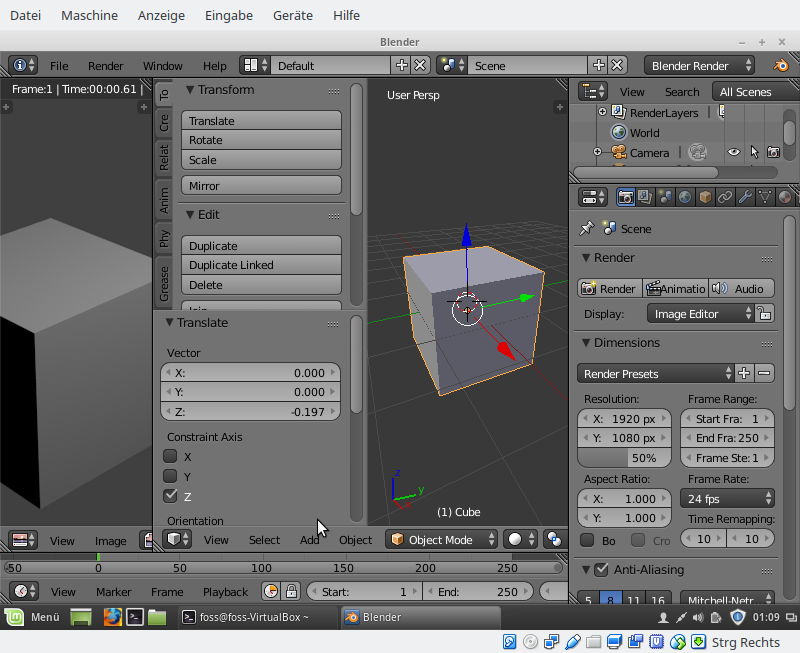 Datei Maschine Anzeige Eingabe Geräte Hilfe
Blender
File Render Window Help Default Scene Blender Render
Frame:1 | Time:00:00.61 |
To
Cre
Relat
Anim
Phy
Grease
Transform
Translate
Rotate
Scale
Mirror
Edit
Duplicate
Duplicate Linked
Delete
Translate
Vector
X: 0.000
Y: 0.000
Z: -0.197
Constraint Axis
X
Y
Z
Orientation
User Persp
(1) Cube
z
y
View Search All Scenes
RenderLayers
World
Camera
Scene
Render
Render Animatio Audio
Display: Image Editor
Dimensions
Render Presets
Resolution: Frame Range:
X: 1920 px Start Fra: 1
Y: 1080 px End Fra: 250
50% Frame Ste: 1
Aspect Ratio: Frame Rate:
X: 1.000 24 fps
Y: 1.000 Time Remapping:
Bo Cro 10 10
Anti-Aliasing
5 8 11 16 Mitchell-Netr...
View Image
View Select Add Object Object Mode
-50 0 50 100 150 200 250
View Marker Frame Playback Start: 1 End: 250
Menü foss@foss-VirtualBox ~ Blender 01:09
Strg Rechts